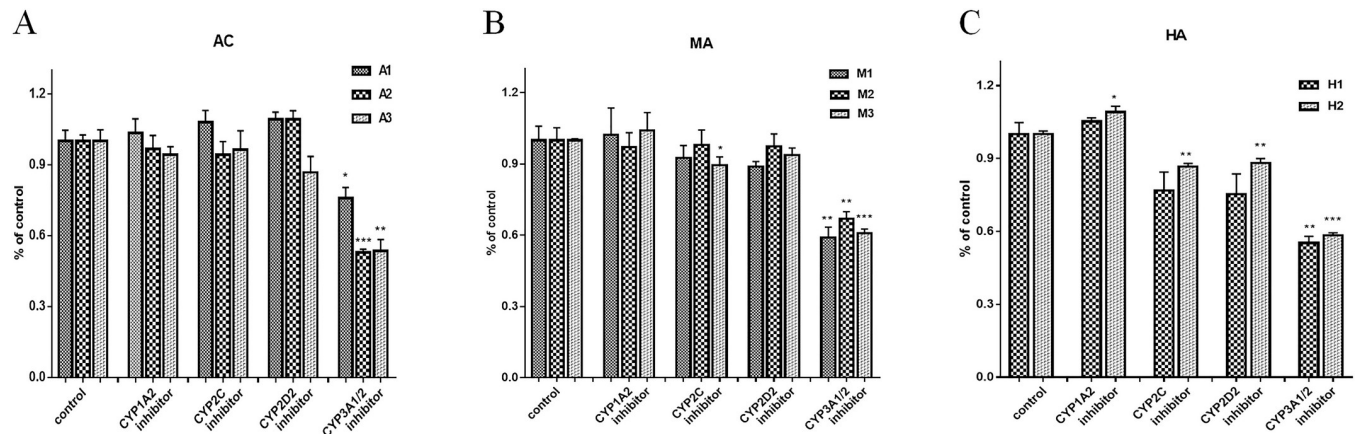 A
AC
A1
A2
A3
% of control
1.2
0.9
0.6
0.3
0.0
*
***
**
control
CYP1A2
inhibitor
CYP2C
inhibitor
CYP2D2
inhibitor
CYP3A1/2
inhibitor
B
MA
M1
M2
M3
% of control
1.2
0.9
0.6
0.3
0.0
*
**
**
***
control
CYP1A2
inhibitor
CYP2C
inhibitor
CYP2D2
inhibitor
CYP3A1/2
inhibitor
C
HA
H1
H2
% of control
1.2
0.9
0.6
0.3
0.0
*
**
**
**
***
control
CYP1A2
inhibitor
CYP2C
inhibitor
CYP2D2
inhibitor
CYP3A1/2
inhibitor